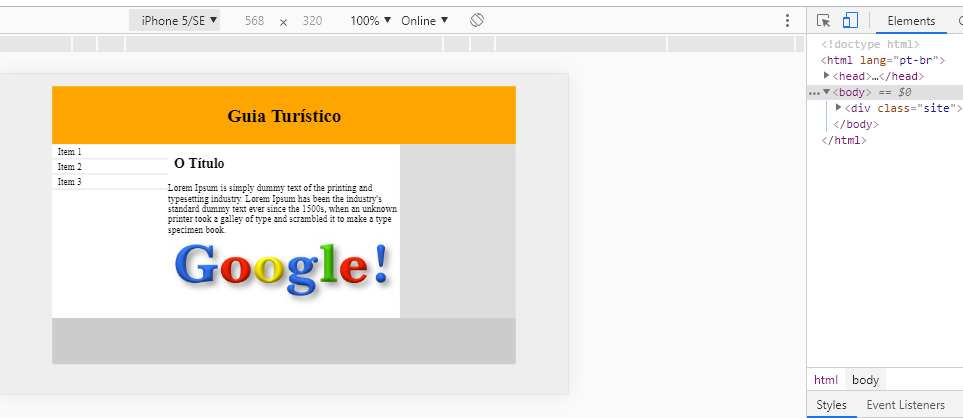 iPhone 5/SE ▼ 568 × 320 100% ▼ Online ▼
Elements
<!doctype html>
<html lang="pt-br">
<head>…</head>
<body> == $0
<div class="site">
</body>
</html>
Guia Turístico
Item 1
Item 2
Item 3
O Título
Lorem Ipsum is simply dummy text of the printing and
typesetting industry. Lorem Ipsum has been the industry's
standard dummy text ever since the 1500s, when an unknown
printer took a galley of type and scrambled it to make a type
specimen book.
Google!
html body
Styles Event Listeners